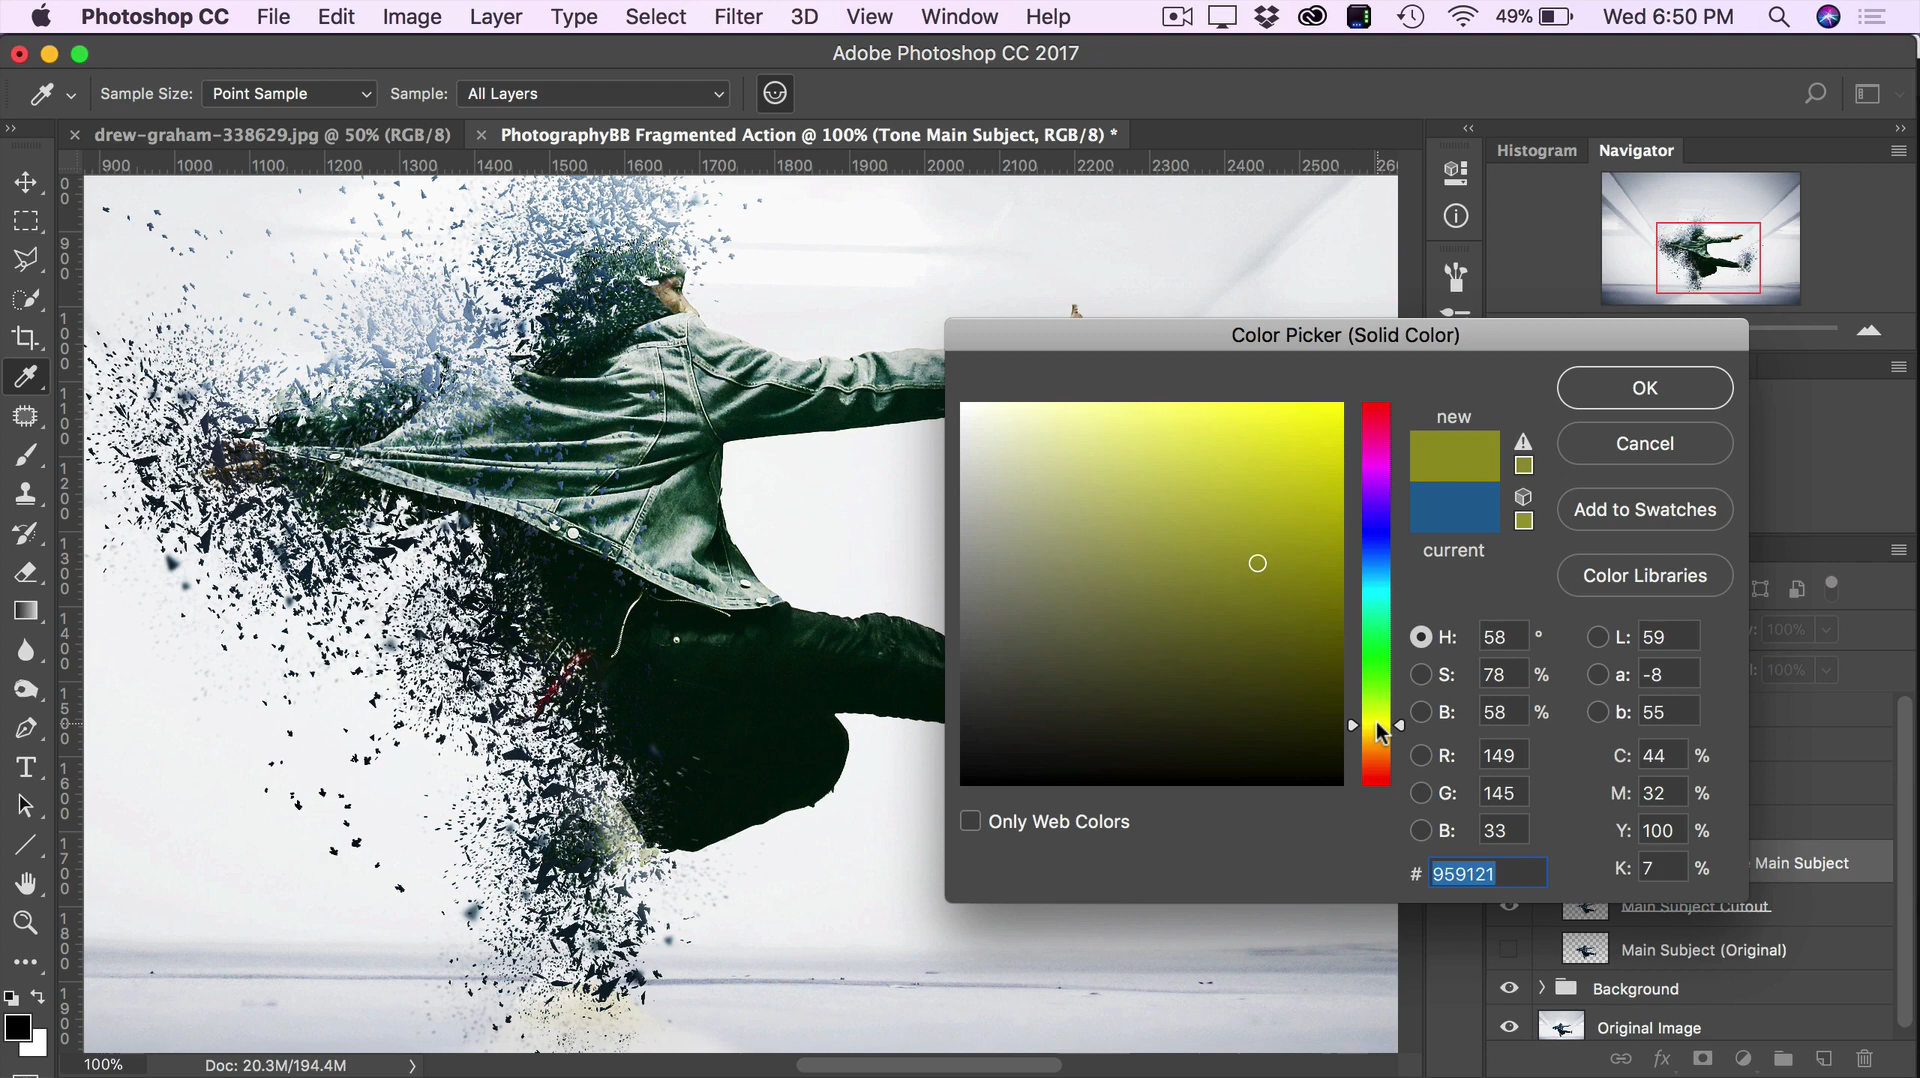 Photoshop CC File Edit Image Layer Type Select Filter 3D View Window Help 49% Wed 6:50 PM
Adobe Photoshop CC 2017
Sample Size: Point Sample Sample: All Layers
drew-graham-338629.jpg @ 50% (RGB/8) PhotographyBB Fragmented Action @ 100% (Tone Main Subject, RGB/8) *
900 1000 1100 1200 1300 1400 1500 1600 1700 1800 1900 2000 2100 2200 2300 2400 2500
Histogram Navigator
Color Picker (Solid Color)
new
current
OK
Cancel
Add to Swatches
Color Libraries
H: 58 ° L: 59
S: 78 % a: -8
B: 58 % b: 55
R: 149 C: 44 %
G: 145 M: 32 %
B: 33 Y: 100 %
# 959121 K: 7 %
Only Web Colors
100%
100%
Main Subject
Main Subject Cutout
Main Subject (Original)
Background
Original Image
fx
100% Doc: 20.3M/194.4M